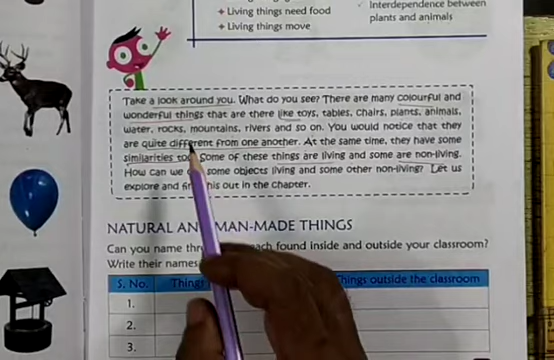 Living things need food
Living things move
Interdependence between
plants and animals
Take a look around you. What do you see? There are many colourful and
wonderful things that are there like toys, tables, chairs, plants, animals,
water, rocks, mountains, rivers and so on. You would notice that they
are quite different from one another. At the same time, they have some
similarities too. Some of these things are living and some are non-living.
How can we some objects living and some other non-living? Let us
explore and this out in the chapter.
NATURAL MAN-MADE THINGS
Can you name each found inside and outside your classroom?
Write their names
S. No. Things Things outside the classroom
1.
2.
3.